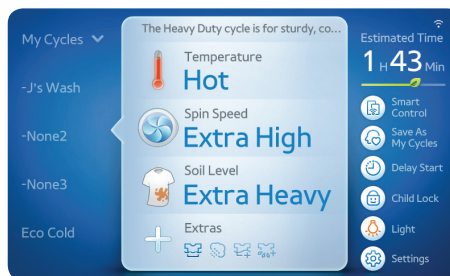 My Cycles
-J's Wash
-None2
-None3
Eco Cold
The Heavy Duty cycle is for sturdy, co...
Temperature
Hot
Spin Speed
Extra High
Soil Level
Extra Heavy
Extras
Estimated Time
1 H 43 Min
Smart
Control
Save As
My Cycles
Delay Start
Child Lock
Light
Settings